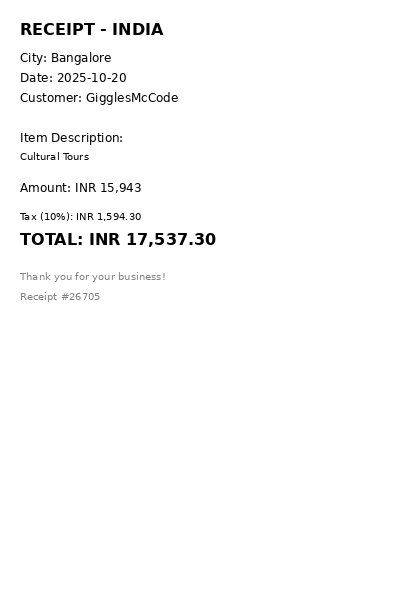 RECEIPT - INDIA
City: Bangalore
Date: 2025-10-20
Customer: GigglesMcCode
Item Description:
Cultural Tours
Amount: INR 15,943
Tax (10%): INR 1,594.30
TOTAL: INR 17,537.30
Thank you for your business!
Receipt #26705